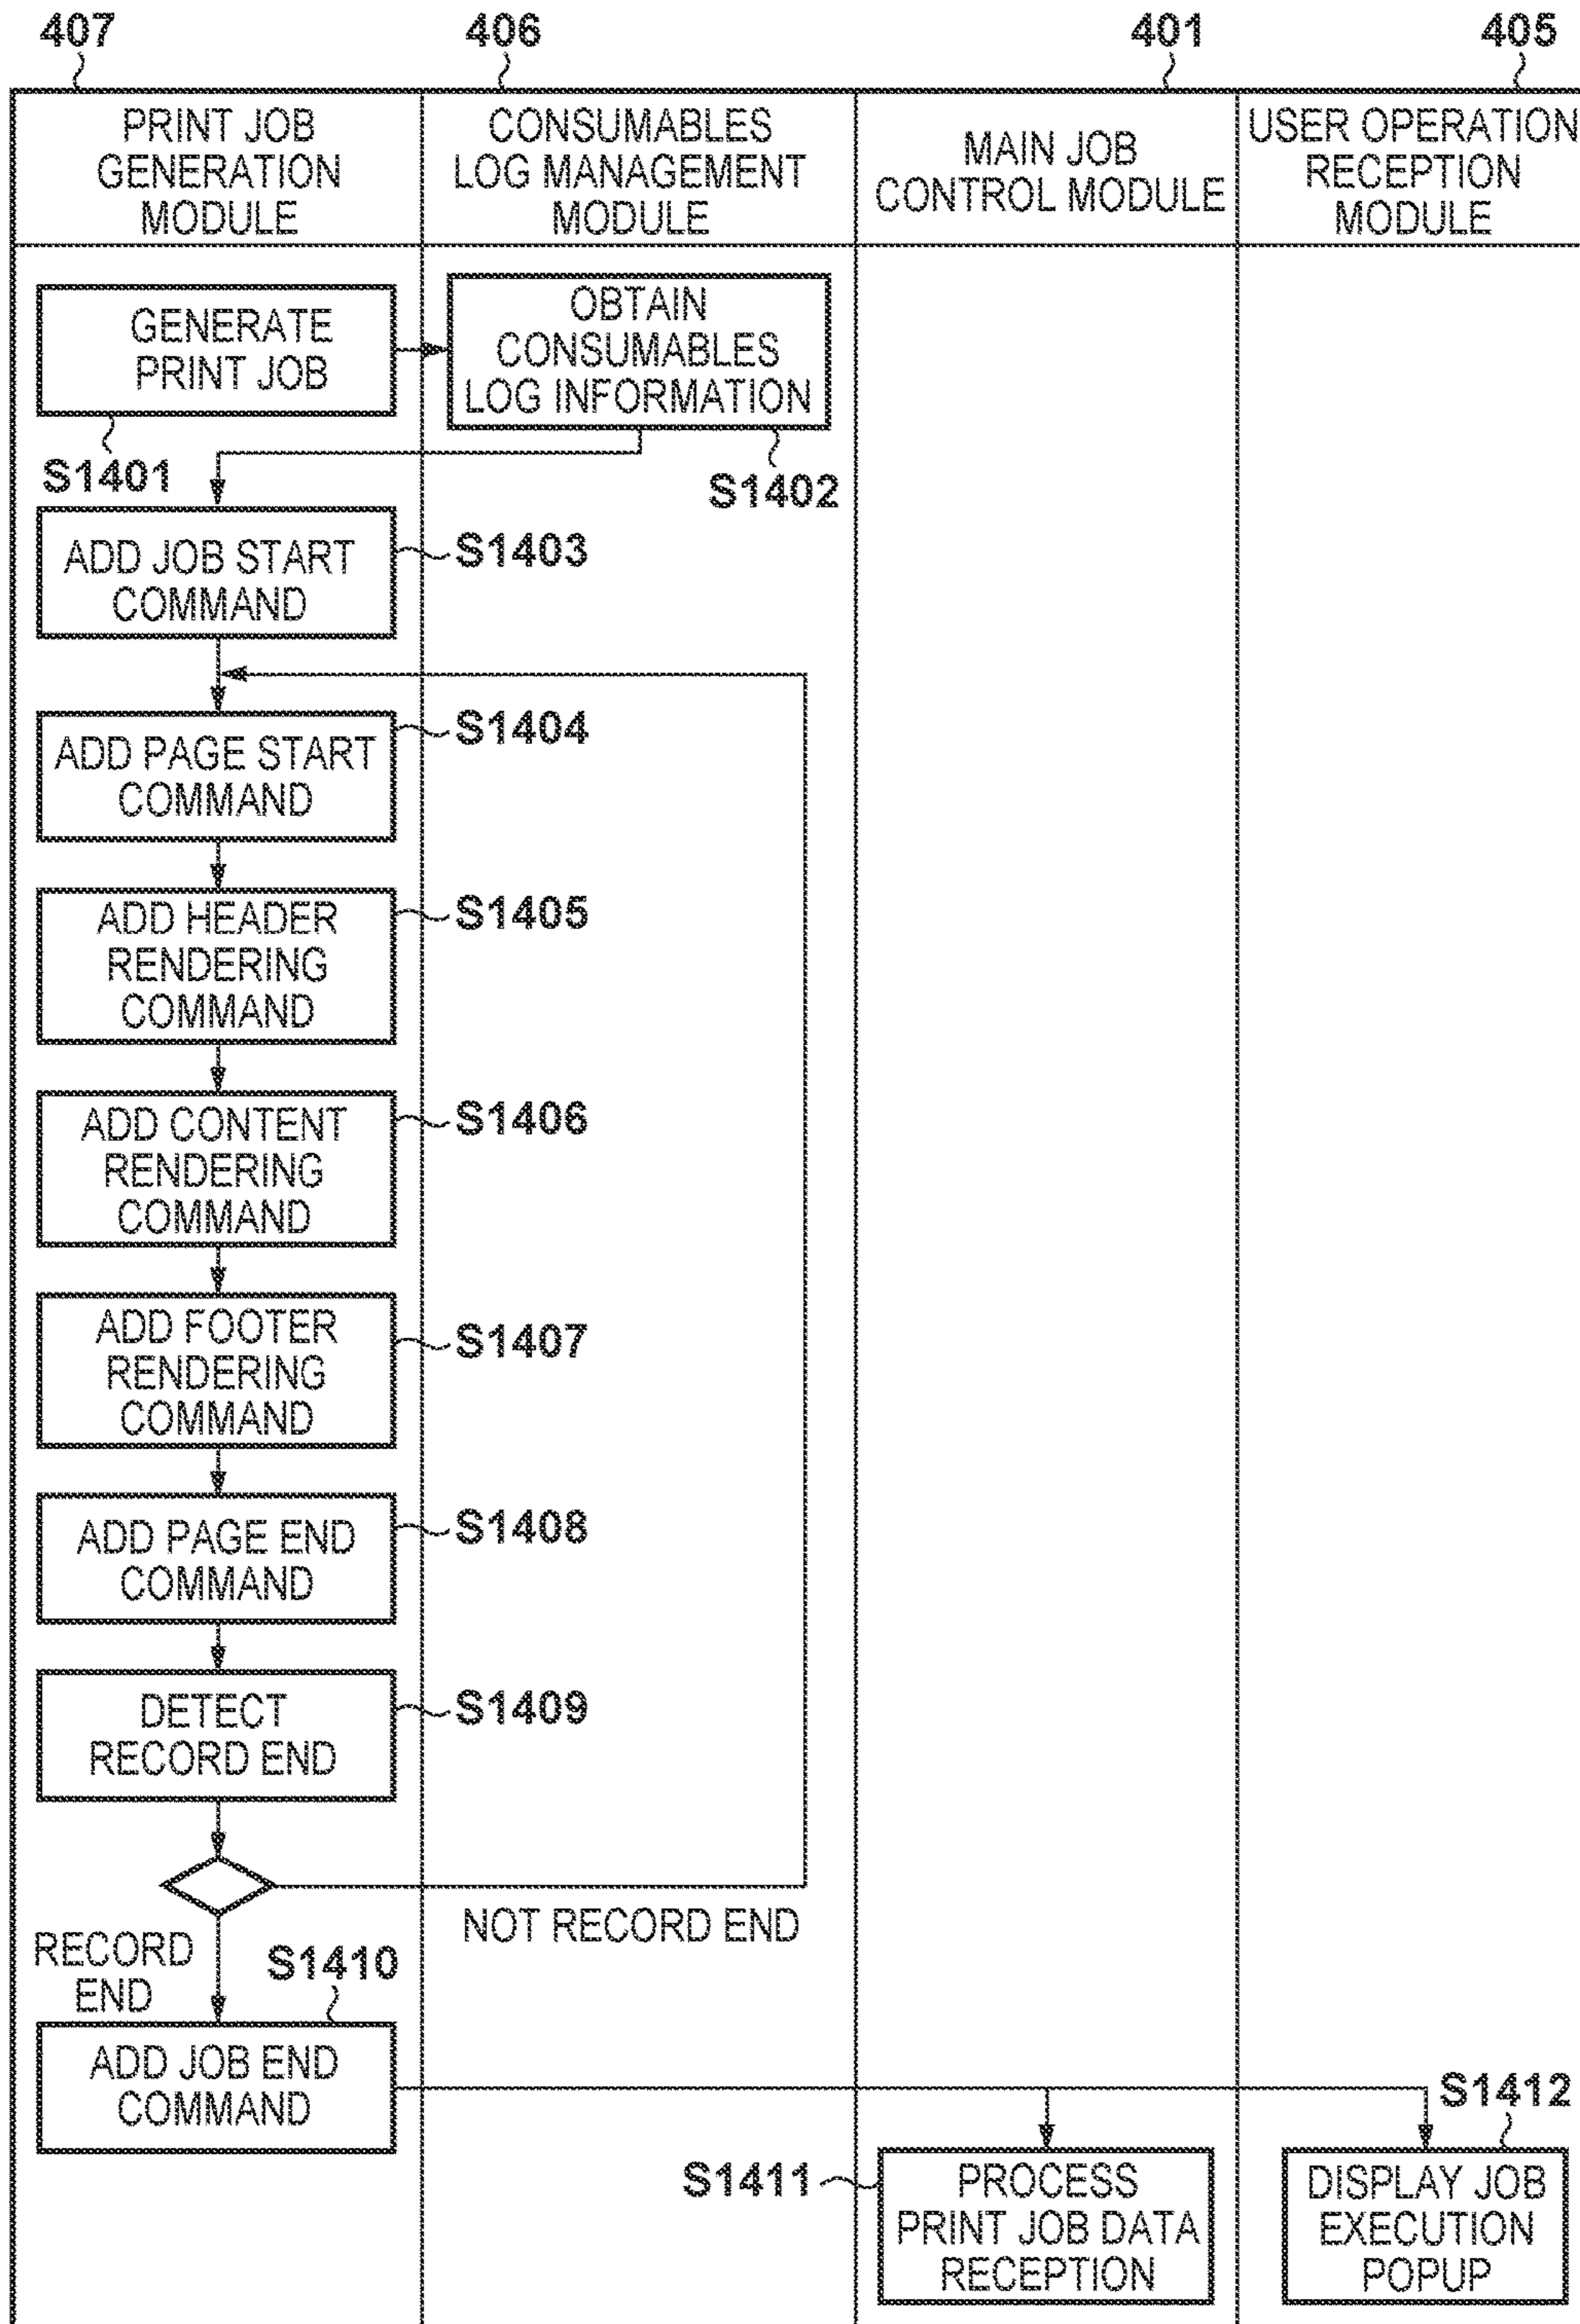 407
406
401
405
PRINT JOB
GENERATION
MODULE
CONSUMABLES
LOG MANAGEMENT
MODULE
MAIN JOB
CONTROL MODULE
USER OPERATION
RECEPTION
MODULE
GENERATE
PRINT JOB
OBTAIN
CONSUMABLES
LOG INFORMATION
S1401
S1402
ADD JOB START
COMMAND
S1403
ADD PAGE START
COMMAND
S1404
ADD HEADER
RENDERING
COMMAND
S1405
ADD CONTENT
RENDERING
COMMAND
S1406
ADD FOOTER
RENDERING
COMMAND
S1407
ADD PAGE END
COMMAND
S1408
DETECT
RECORD END
S1409
NOT RECORD END
RECORD
END
S1410
ADD JOB END
COMMAND
S1411
PROCESS
PRINT JOB DATA
RECEPTION
S1412
DISPLAY JOB
EXECUTION
POPUP